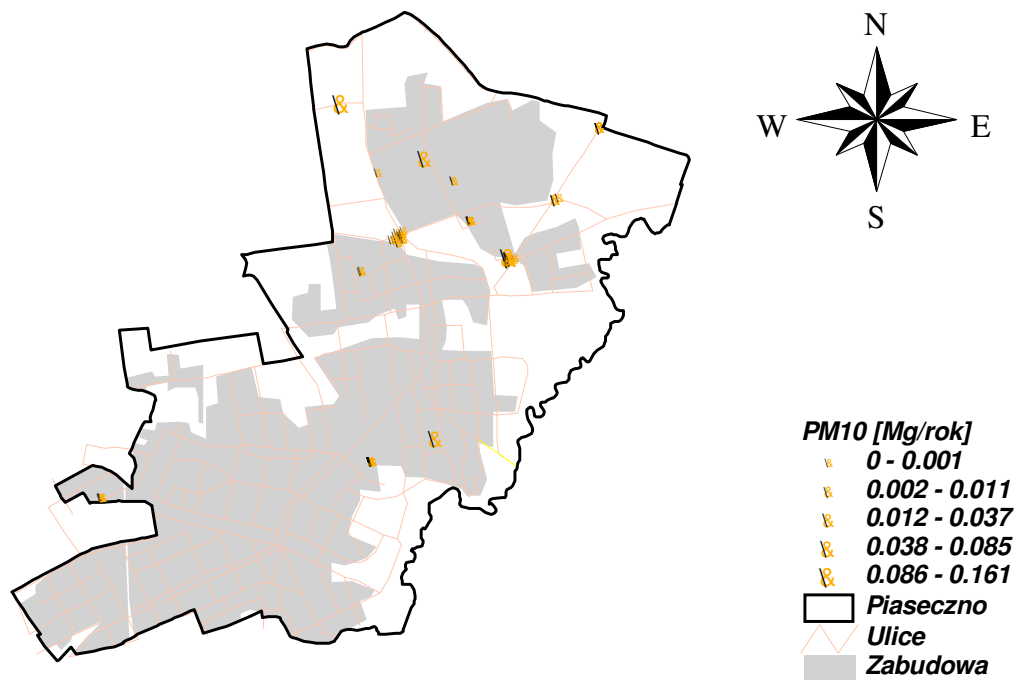 N
W
E
S
PM10 [Mg/rok]
0 - 0.001
0.002 - 0.011
0.012 - 0.037
0.038 - 0.085
0.086 - 0.161
Piaseczno
Ulice
Zabudowa